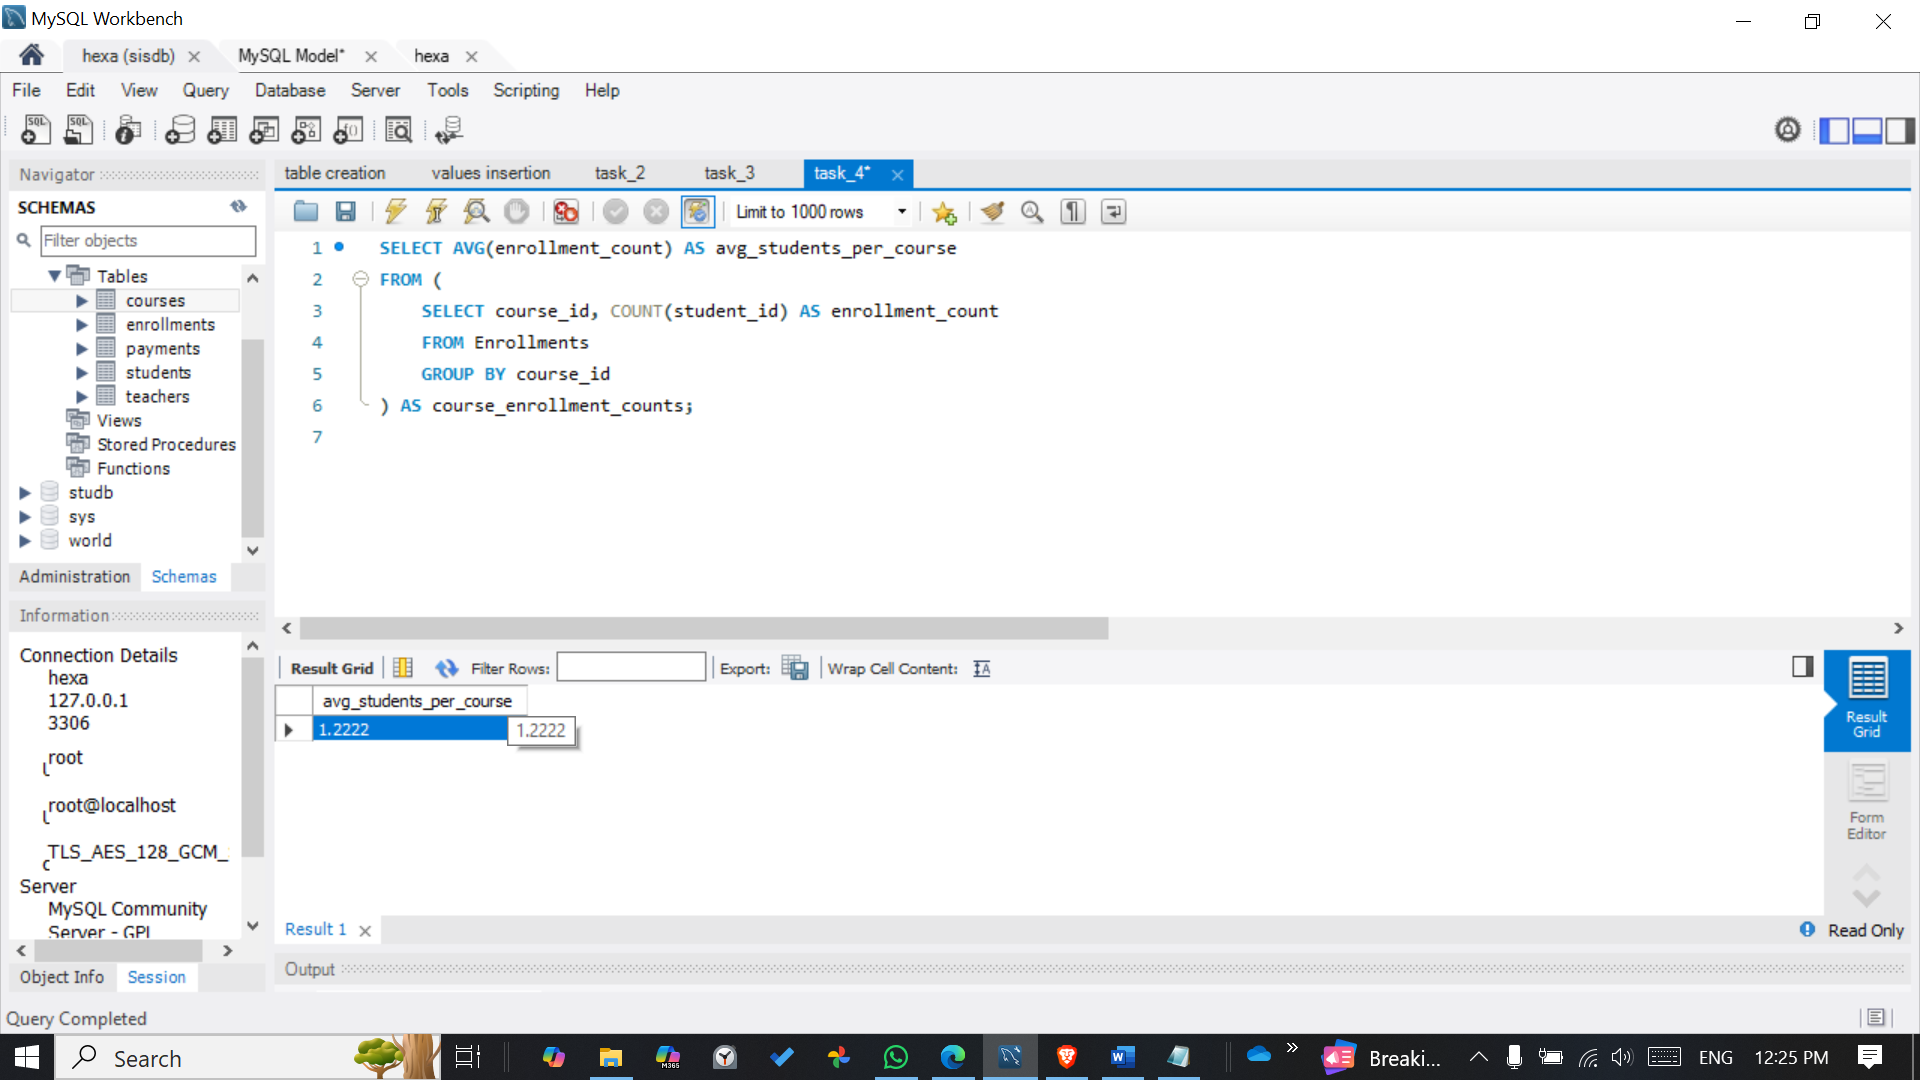 MySQL Workbench
hexa (sisdb)
MySQL Model*
hexa
File Edit View Query Database Server Tools Scripting Help
Navigator
SCHEMAS
Filter objects
Tables
courses
enrollments
payments
students
teachers
Views
Stored Procedures
Functions
studb
sys
world
Administration Schemas
Information
Connection Details
hexa
127.0.0.1
3306
root
root@localhost
TLS_AES_128_GCM_
Server
MySQL Community
Server - GPL
Object Info Session
table creation values insertion task_2 task_3 task_4*
Limit to 1000 rows
1 SELECT AVG(enrollment_count) AS avg_students_per_course
2 FROM (
3 SELECT course_id, COUNT(student_id) AS enrollment_count
4 FROM Enrollments
5 GROUP BY course_id
6 ) AS course_enrollment_counts;
7
Result Grid Filter Rows: Export: Wrap Cell Content:
avg_students_per_course
1.2222
1.2222
Result Grid
Form Editor
Result 1
Read Only
Output
Query Completed
Search
M365
Breaki...
ENG
12:25 PM